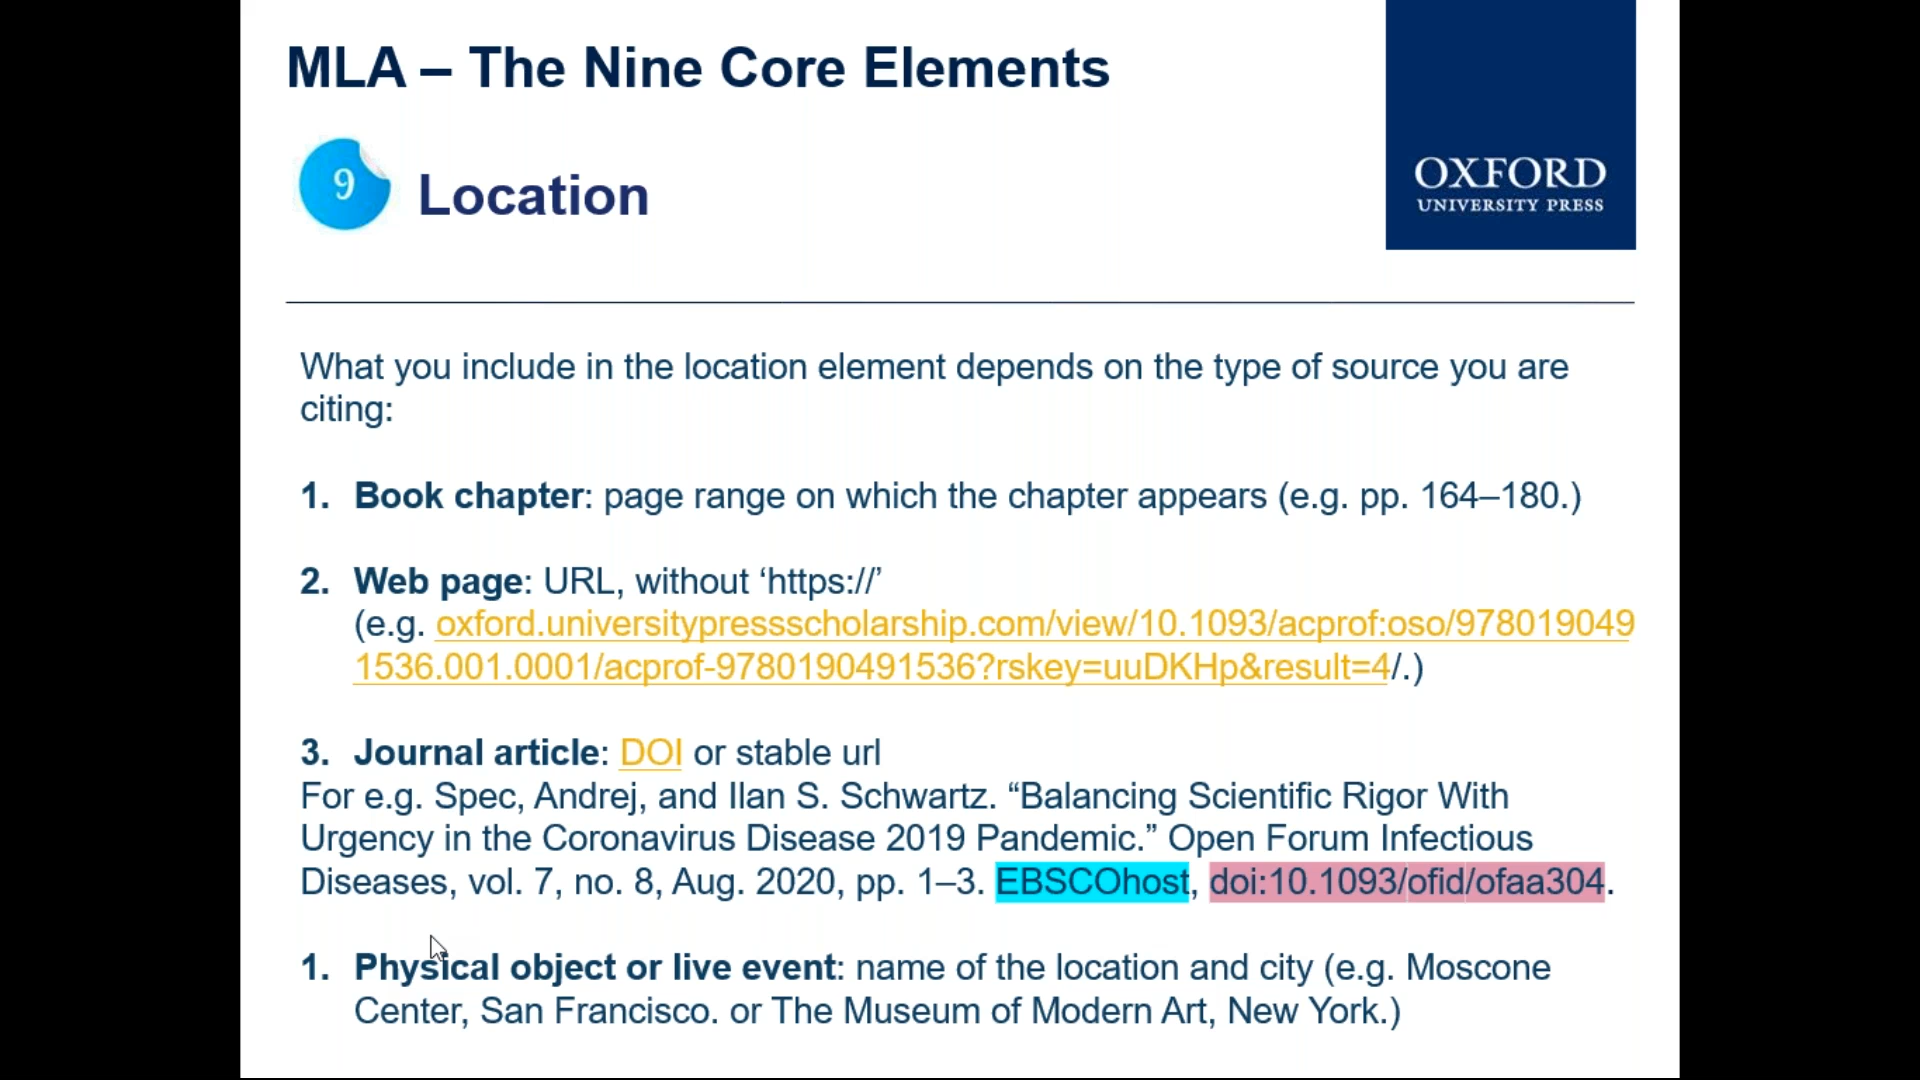 MLA – The Nine Core Elements
9
Location
OXFORD
UNIVERSITY PRESS
What you include in the location element depends on the type of source you are
citing:
1. Book chapter: page range on which the chapter appears (e.g. pp. 164–180.)
2. Web page: URL, without ‘https://’
(e.g. oxford.universitypressscholarship.com/view/10.1093/acprof:oso/978019049
1536.001.0001/acprof-9780190491536?rskey=uuDKHp&result=4/.)
3. Journal article: DOI or stable url
For e.g. Spec, Andrej, and Ilan S. Schwartz. “Balancing Scientific Rigor With
Urgency in the Coronavirus Disease 2019 Pandemic.” Open Forum Infectious
Diseases, vol. 7, no. 8, Aug. 2020, pp. 1–3. EBSCOhost, doi:10.1093/ofid/ofaa304.
1. Physical object or live event: name of the location and city (e.g. Moscone
Center, San Francisco. or The Museum of Modern Art, New York.)